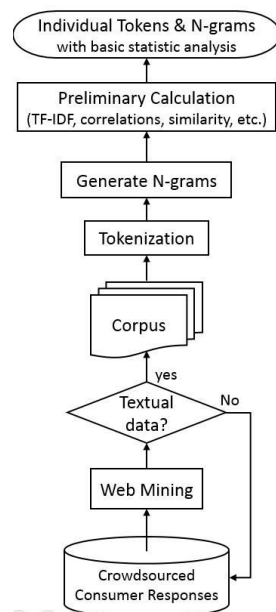 Individual Tokens & N-grams
with basic statistic analysis
Preliminary Calculation
(TF-IDF, correlations, similarity, etc.)
Generate N-grams
Tokenization
Corpus
yes
No
Textual
data?
Web Mining
Crowdsourced
Consumer Responses